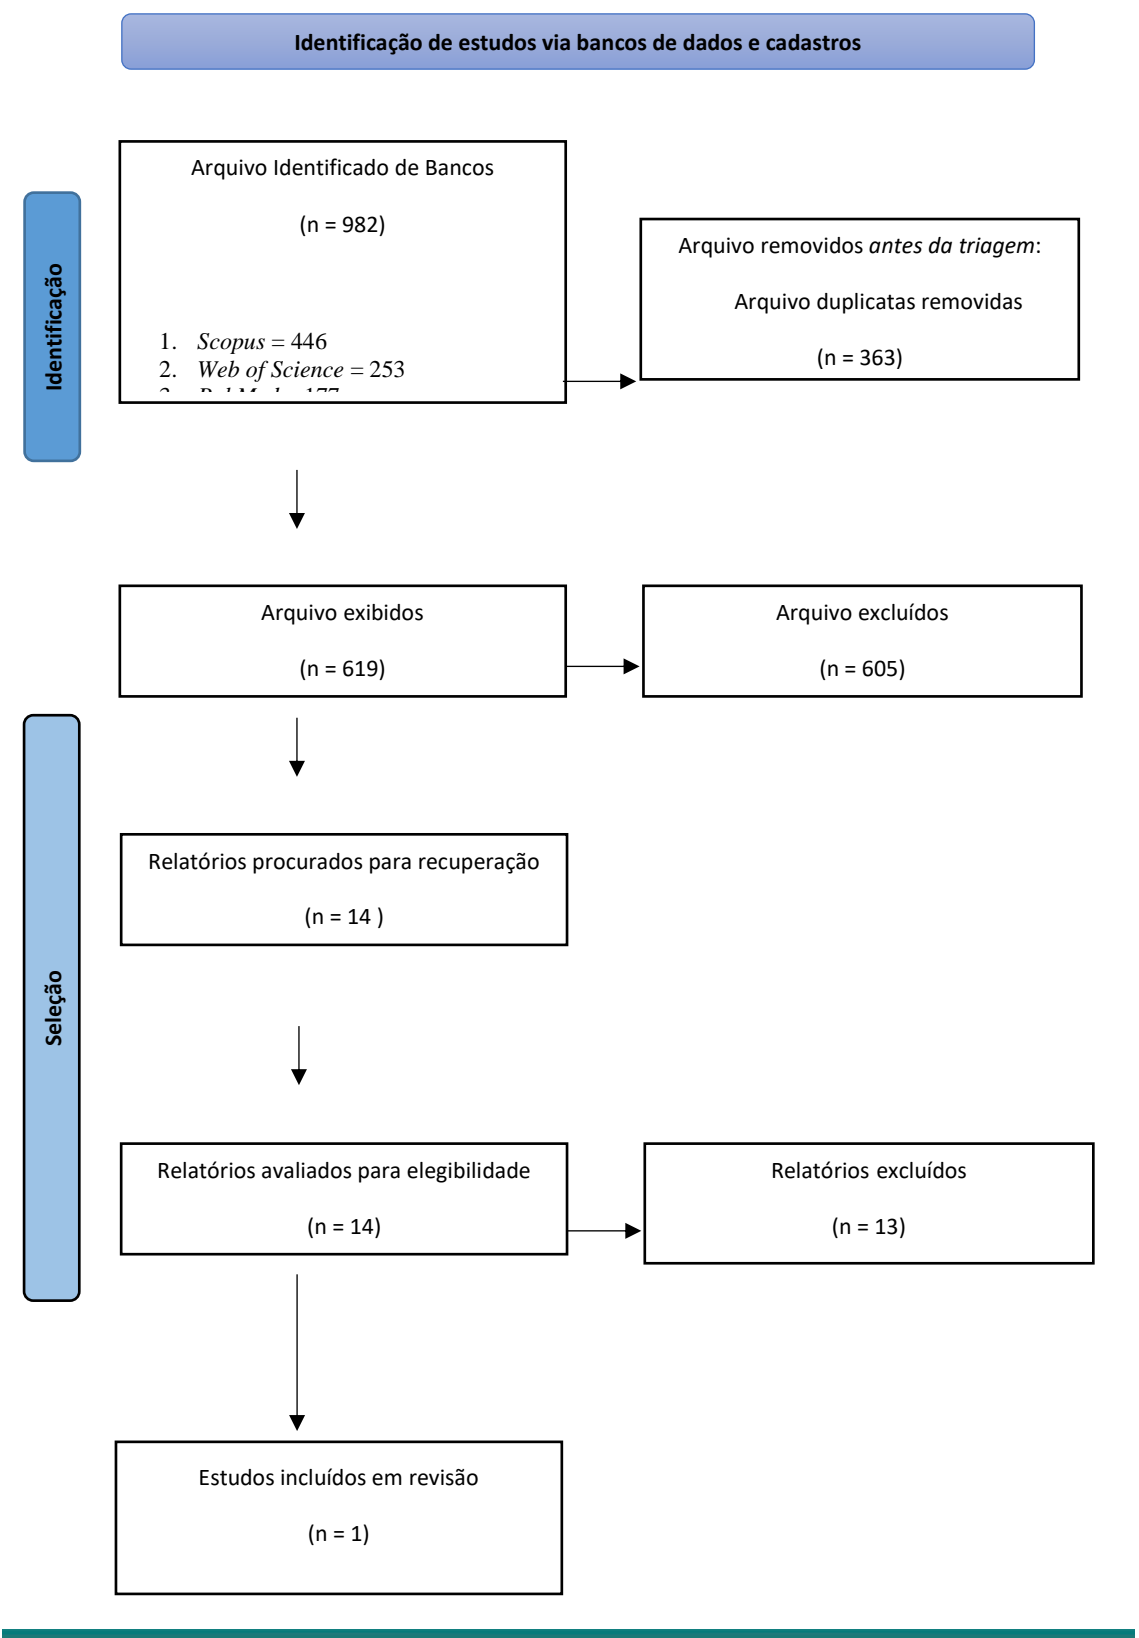 Identificação de estudos via bancos de dados e cadastros
Arquivo Identificado de Bancos
(n = 982)
1. Scopus = 446
2. Web of Science = 253
Identificação
Arquivo removidos antes da triagem:
Arquivo duplicatas removidas
(n = 363)
Arquivo exibidos
(n = 619)
Arquivo excluídos
(n = 605)
Seleção
Relatórios procurados para recuperação
(n = 14 )
Relatórios avaliados para elegibilidade
(n = 14)
Relatórios excluídos
(n = 13)
Estudos incluídos em revisão
(n = 1)